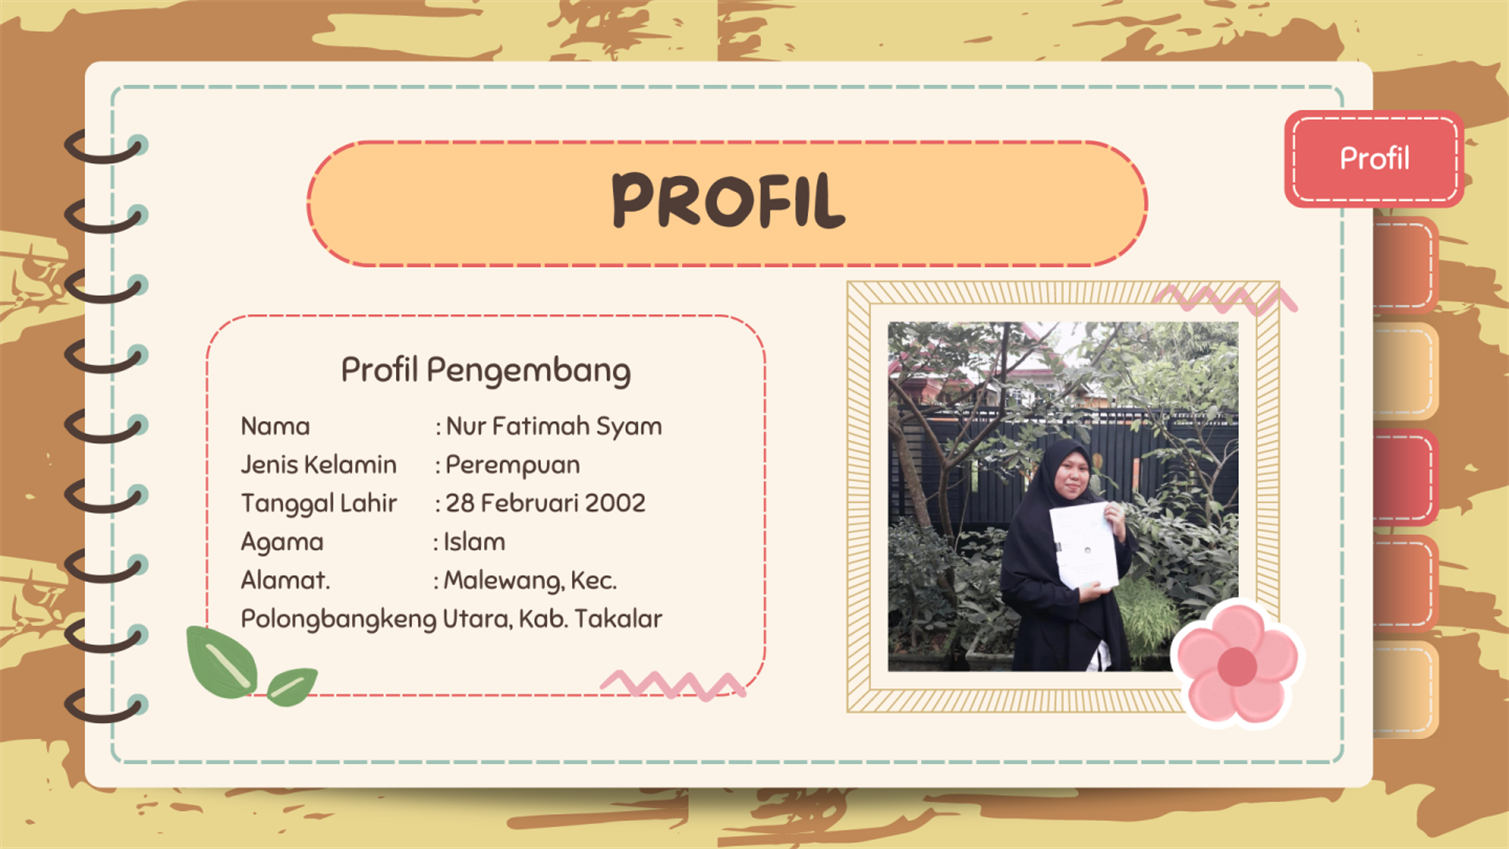 PROFIL
Profil
Profil Pengembang
Nama : Nur Fatimah Syam
Jenis Kelamin : Perempuan
Tanggal Lahir : 28 Februari 2002
Agama : Islam
Alamat. : Malewang, Kec.
Polongbangkeng Utara, Kab. Takalar